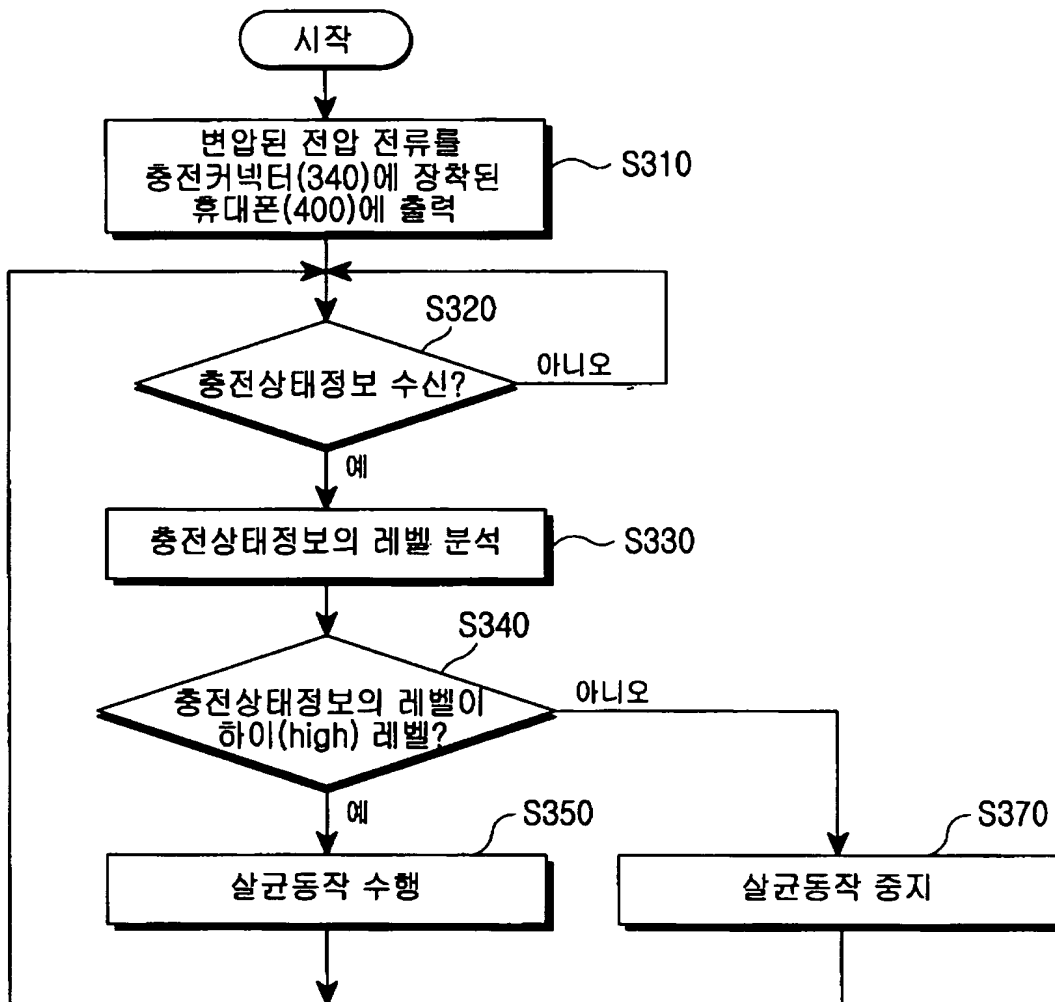 시작
변압된 전압 전류를
충전커넥터(340)에 장착된
휴대폰(400)에 출력
S310
S320
충전상태정보 수신?
아니오
예
충전상태정보의 레벨 분석
S330
S340
충전상태정보의 레벨이
하이(high) 레벨?
아니오
예
S350
살균동작 수행
S370
살균동작 중지